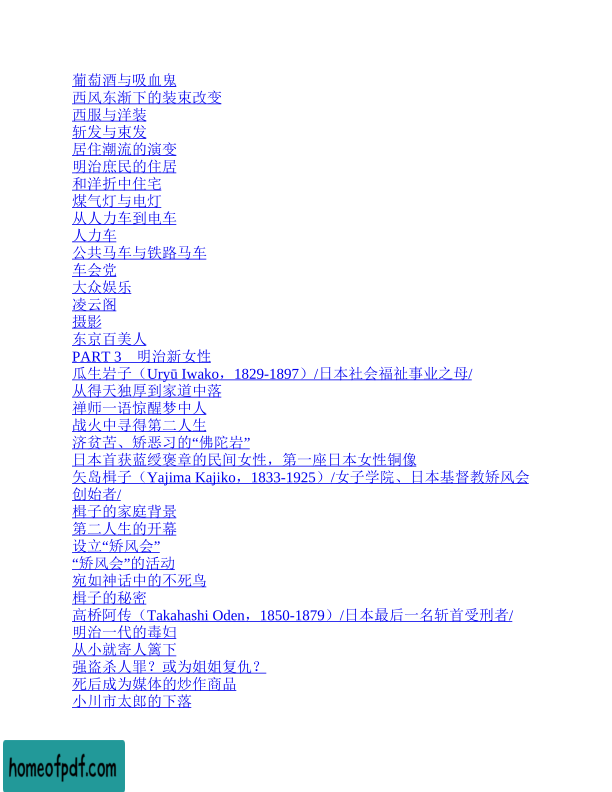 葡萄酒与吸血鬼
西风东渐下的装束改变
西服与洋装
斩发与束发
居住潮流的演变
明治庶民的住居
和洋折中住宅
煤气灯与电灯
从人力车到电车
人力车
公共马车与铁路马车
车会党
大众娱乐
凌云阁
摄影
东京百美人
PART 3　明治新女性
瓜生岩子（Uryū Iwako，1829-1897）/日本社会福祉事业之母/
从得天独厚到家道中落
禅师一语惊醒梦中人
战火中寻得第二人生
济贫苦、矫恶习的“佛陀岩”
日本首获蓝绶褒章的民间女性，第一座日本女性铜像
矢岛楫子（Yajima Kajiko，1833-1925）/女子学院、日本基督教矫风会
创始者/
楫子的家庭背景
第二人生的开幕
设立“矫风会”
“矫风会”的活动
宛如神话中的不死鸟
楫子的秘密
高桥阿传（Takahashi Oden，1850-1879）/日本最后一名斩首受刑者/
明治一代的毒妇
从小就寄人篱下
强盗杀人罪？或为姐姐复仇？
死后成为媒体的炒作商品
小川市太郎的下落
homeofpdf.com